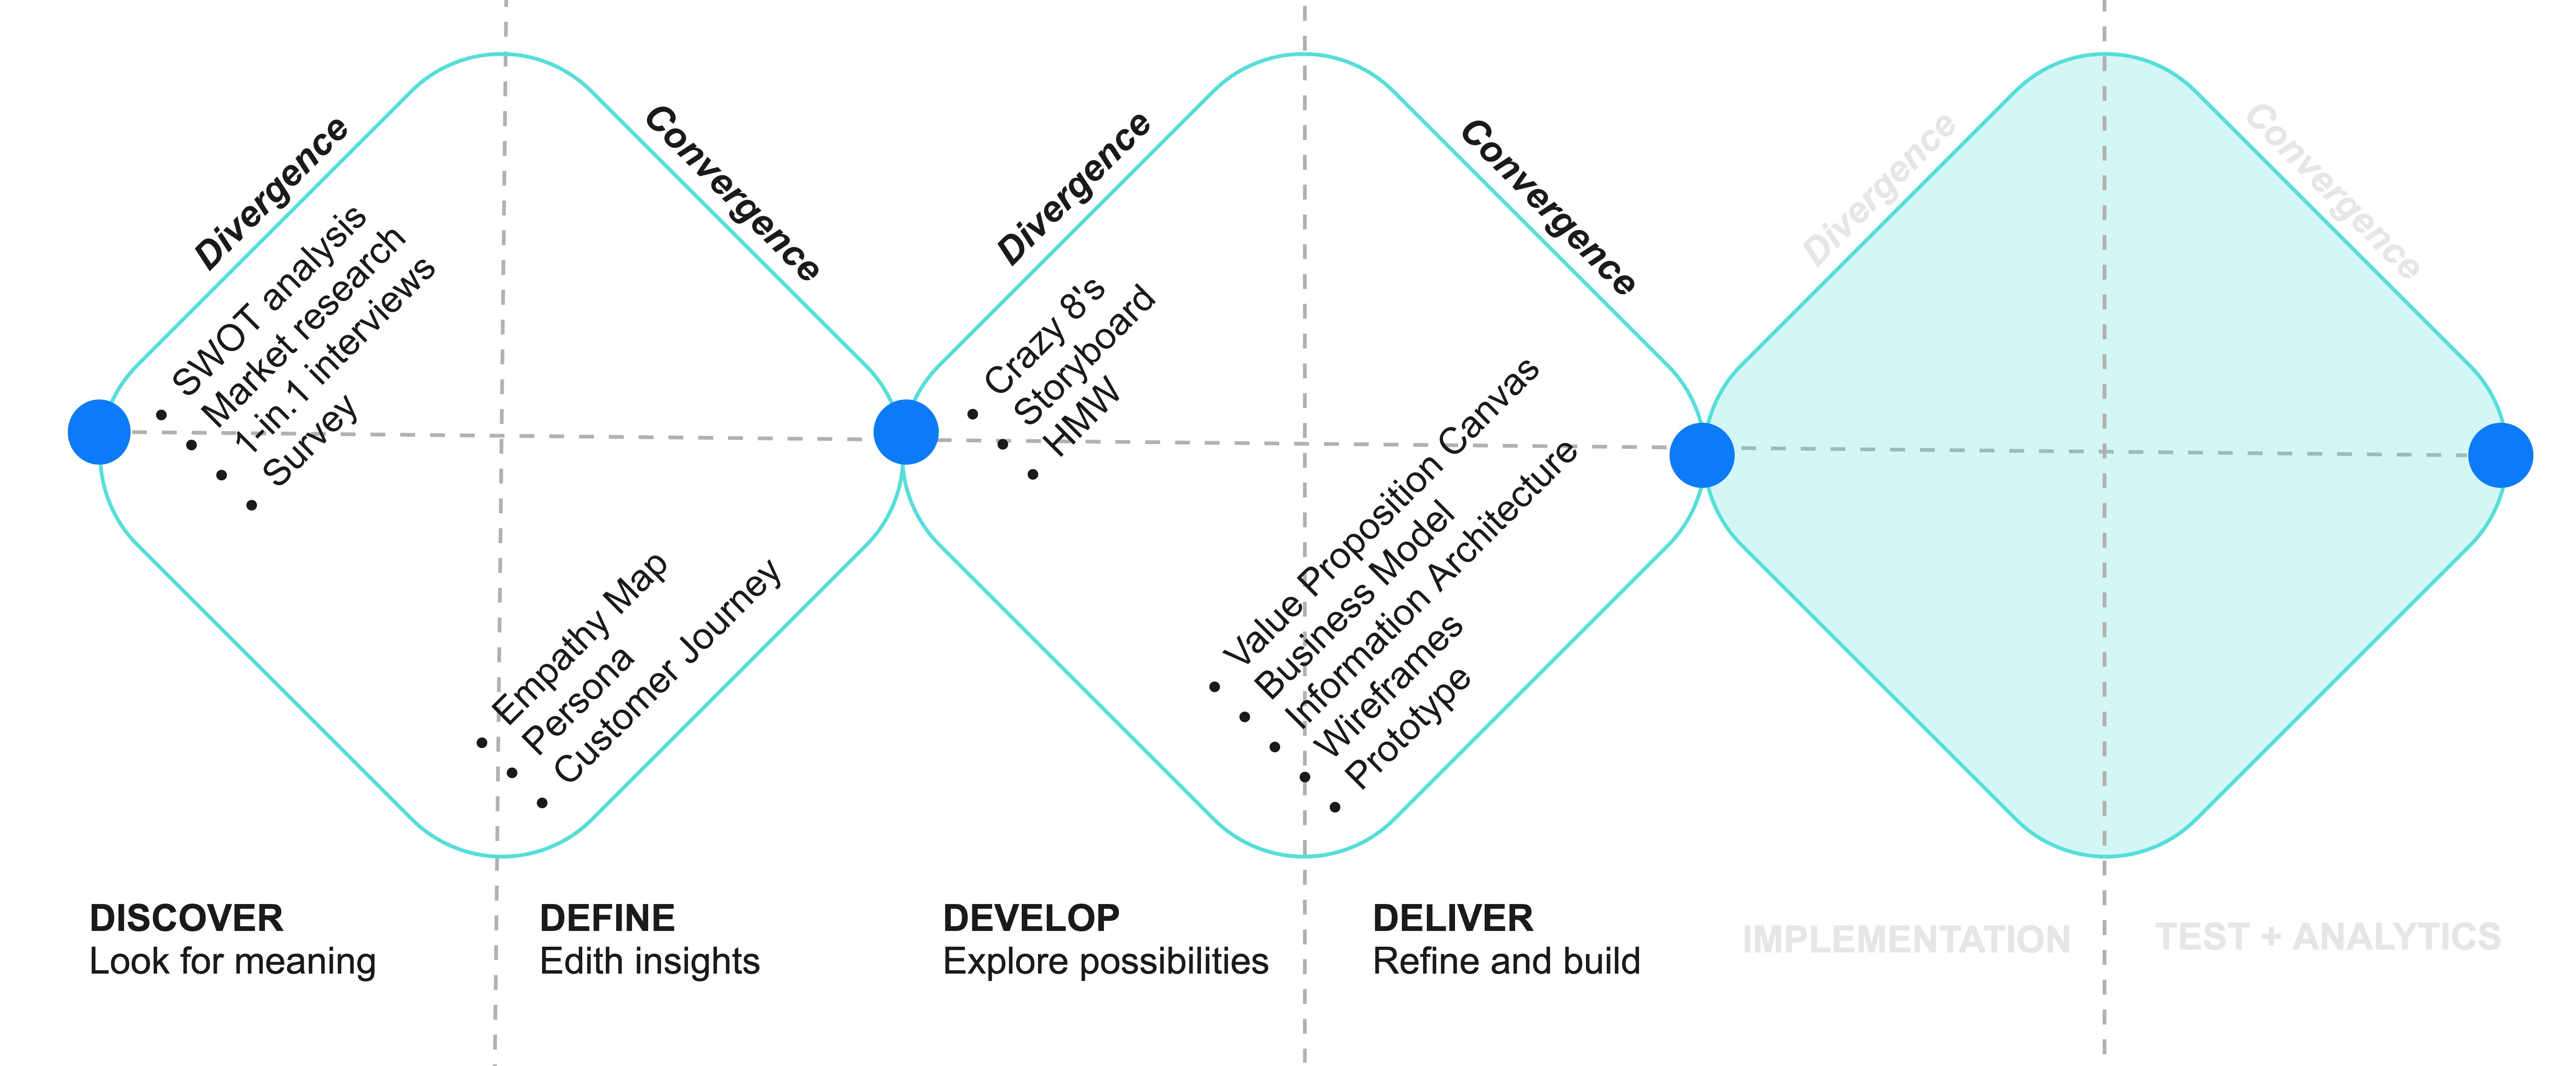 Divergence
SWOT analysis
Market research
1-in.1 interviews
Survey
Convergence
Empathy Map
Persona
Customer Journey
Divergence
Crazy 8's
Storyboard
HMW
Convergence
Value Proposition Canvas
Business Model
Information Architecture
Wireframes
Prototype
Divergence
Convergence
DISCOVER
Look for meaning
DEFINE
Edith insights
DEVELOP
Explore possibilities
DELIVER
Refine and build
IMPLEMENTATION
TEST + ANALYTICS